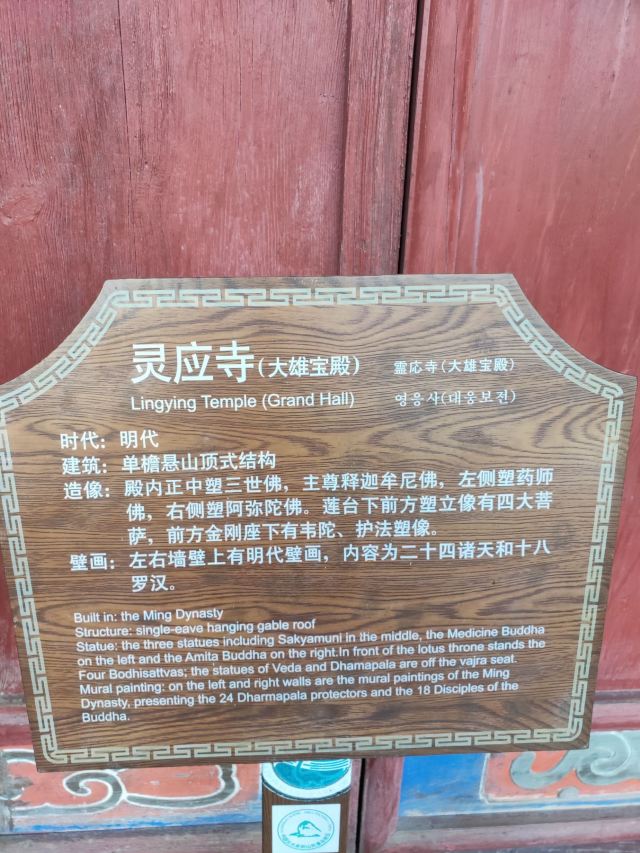 灵应寺(大雄宝殿)
霊応寺(大雄宝殿)
Lingying Temple (Grand Hall)
영응사(대웅보전)
时代：明代
建筑：单檐悬山顶式结构
造像：殿内正中塑三世佛，主尊释迦牟尼佛，左侧塑药师
佛，右侧塑阿弥陀佛。莲台下前方塑立像有四大菩
萨，前方金刚座下有韦陀、护法塑像。
壁画：左右墙壁上有明代壁画，内容为二十四诸天和十八
罗汉。
Built in: the Ming Dynasty
Structure: single-eave hanging gable roof
Statue: the three statues including Sakyamuni in the middle, the Medicine Buddha
on the left and the Amita Buddha on the right.In front of the lotus throne stands the
Four Bodhisattvas; the statues of Veda and Dhamapala are off the vajra seat.
Mural painting: on the left and right walls are the mural paintings of the Ming
Dynasty, presenting the 24 Dharmapala protectors and the 18 Disciples of the
Buddha.